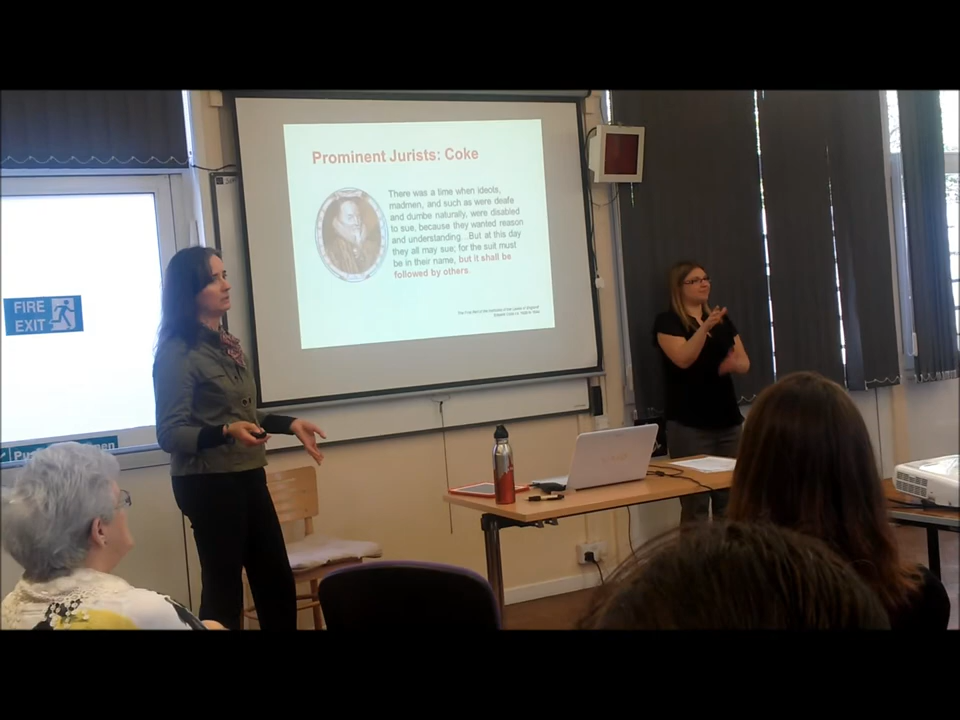 Prominent Jurists: Coke
There was a time when ideots,
madmen, and such as were deafe
and dumbe naturally, were disabled
to sue, because they wanted reason
and understanding...But at this day
they all may sue; for the suit must
be in their name, but it shall be
followed by others.
FIRE
EXIT